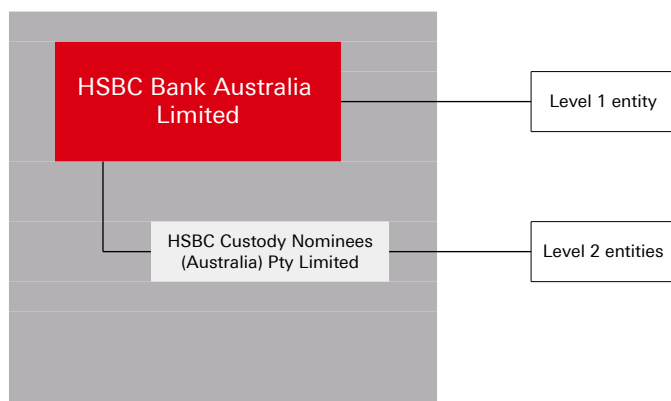 HSBC Bank Australia
Limited
Level 1 entity
HSBC Custody Nominees
(Australia) Pty Limited
Level 2 entities